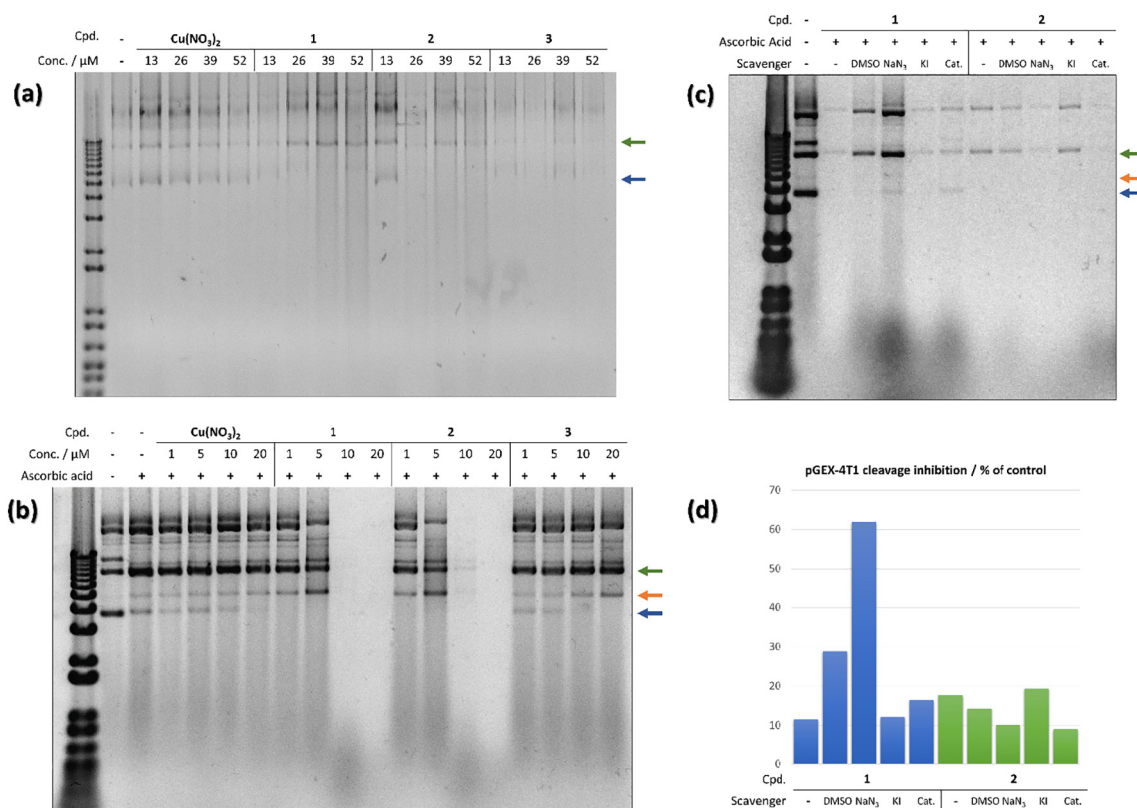 Cpd. - Cu(NO₃)₂ 1 2 3
Conc. / µM - 13 26 39 52 13 26 39 52 13 26 39 52 13 26 39 52
(a)
Cpd. - - Cu(NO₃)₂ 1 2 3
Conc. / µM - - 1 5 10 20 1 5 10 20 1 5 10 20 1 5 10 20
Ascorbic acid - + + + + + + + + + + + + + + + + +
(b)
Cpd. - 1 2
Ascorbic Acid - + + + + + + + + + +
Scavenger - - DMSO NaN₃ KI Cat. - DMSO NaN₃ KI Cat.
(c)
pGEX-4T1 cleavage inhibition / % of control
(d)
70
60
50
40
30
20
10
0
Cpd. 1 2
Scavenger - DMSO NaN₃ KI Cat. - DMSO NaN₃ KI Cat.